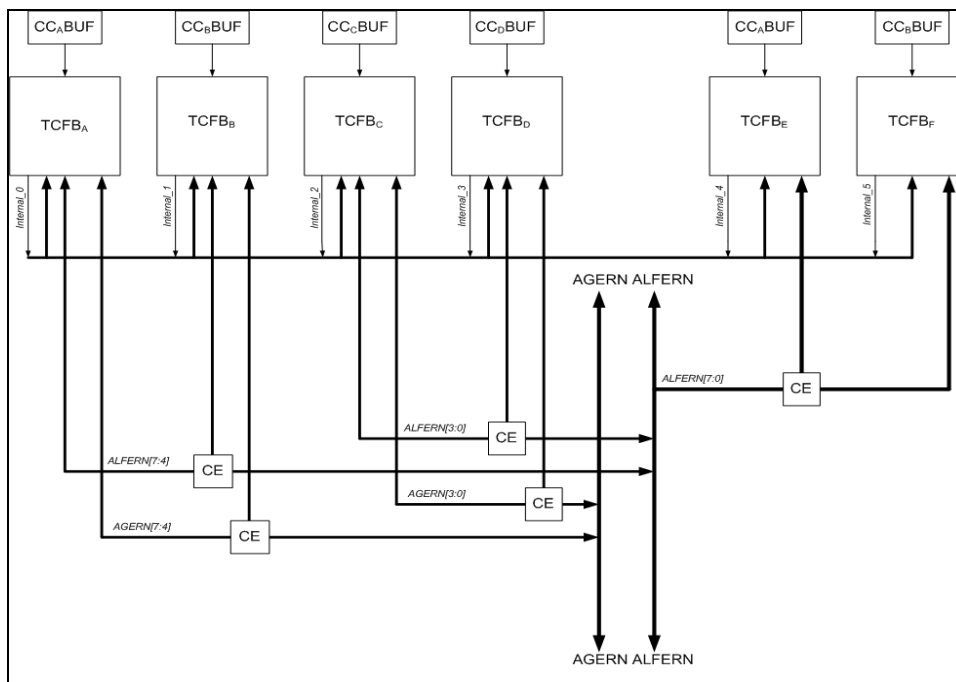 CCABUF CCBBUF CCCBUF CCDBUF CCABUF CCBBUF
TCFBA TCFBB TCFBC TCFBD TCFBE TCFBF
Internal_0 Internal_1 Internal_2 Internal_3 Internal_4 Internal_5
AGERN ALFERN
ALFERN[7:0] CE
ALFERN[3:0] CE
ALFERN[7:4] CE
AGERN[3:0] CE
AGERN[7:4] CE
AGERN ALFERN